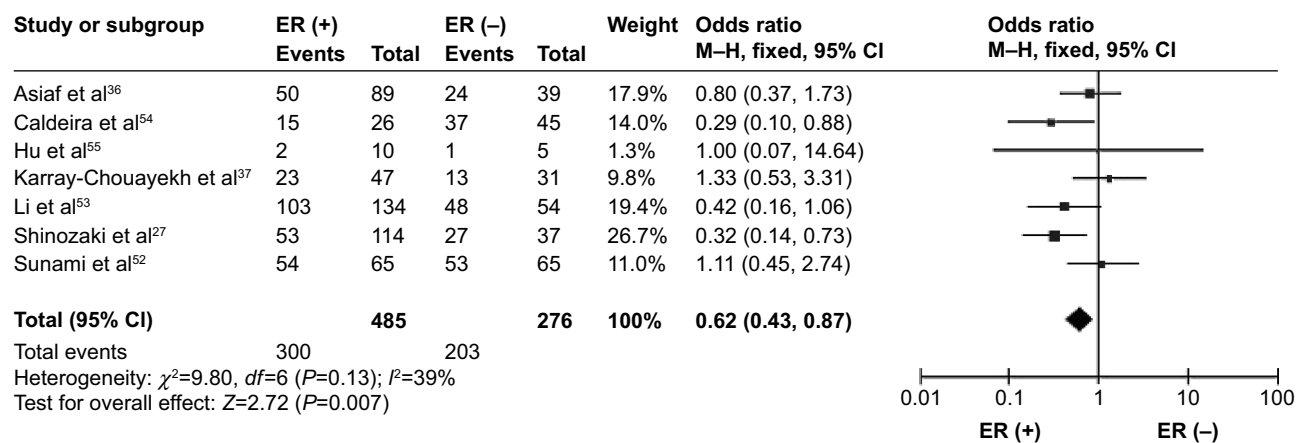 Study or subgroup ER (+) ER (–) Weight Odds ratio Odds ratio
Events Total Events Total M–H, fixed, 95% CI M–H, fixed, 95% CI
Asiaf et al36 50 89 24 39 17.9% 0.80 (0.37, 1.73)
Caldeira et al54 15 26 37 45 14.0% 0.29 (0.10, 0.88)
Hu et al55 2 10 1 5 1.3% 1.00 (0.07, 14.64)
Karray-Chouayekh et al37 23 47 13 31 9.8% 1.33 (0.53, 3.31)
Li et al53 103 134 48 54 19.4% 0.42 (0.16, 1.06)
Shinozaki et al27 53 114 27 37 26.7% 0.32 (0.14, 0.73)
Sunami et al52 54 65 53 65 11.0% 1.11 (0.45, 2.74)
Total (95% CI) 485 276 100% 0.62 (0.43, 0.87)
Total events 300 203
Heterogeneity: χ2=9.80, df=6 (P=0.13); I2=39%
Test for overall effect: Z=2.72 (P=0.007)
0.01 0.1 1 10 100
ER (+) ER (–)